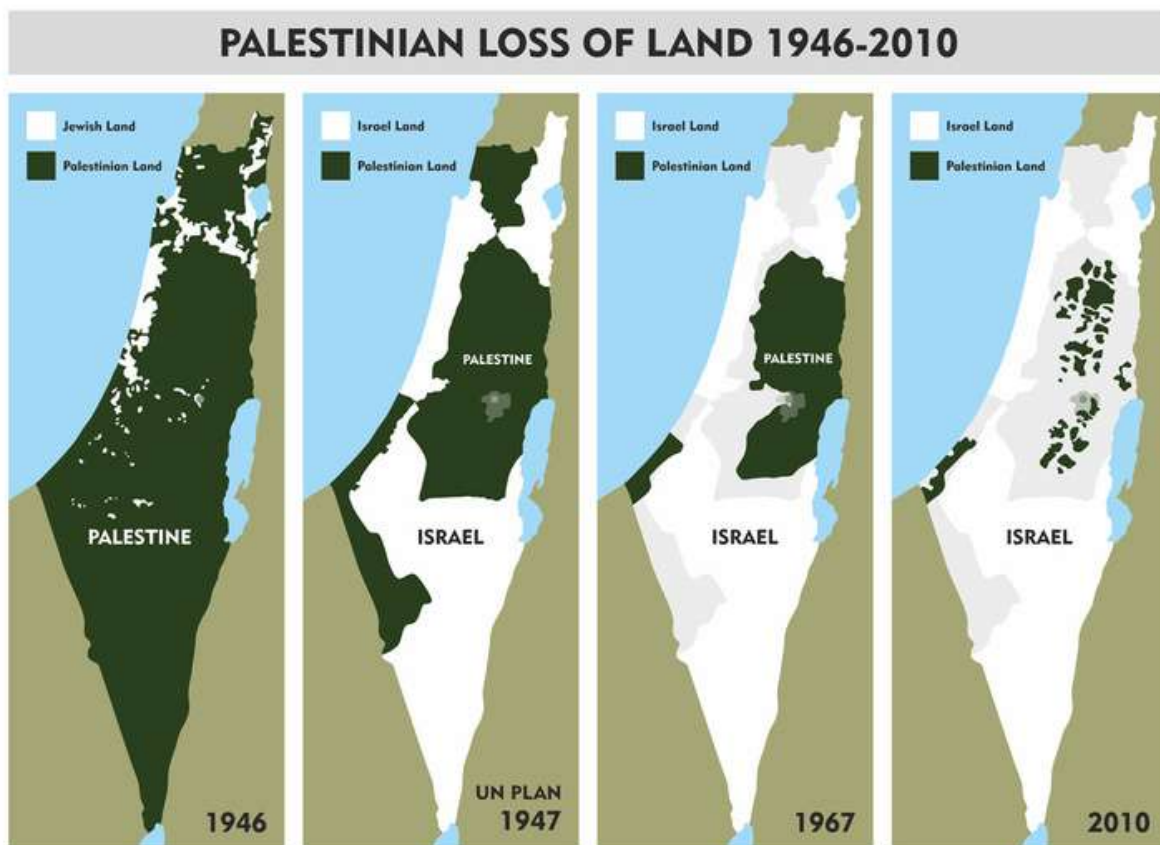 PALESTINIAN LOSS OF LAND 1946-2010
Jewish Land
Palestinian Land
PALESTINE
1946
Israel Land
Palestinian Land
PALESTINE
ISRAEL
UN PLAN
1947
Israel Land
Palestinian Land
PALESTINE
ISRAEL
1967
Israel Land
Palestinian Land
ISRAEL
2010